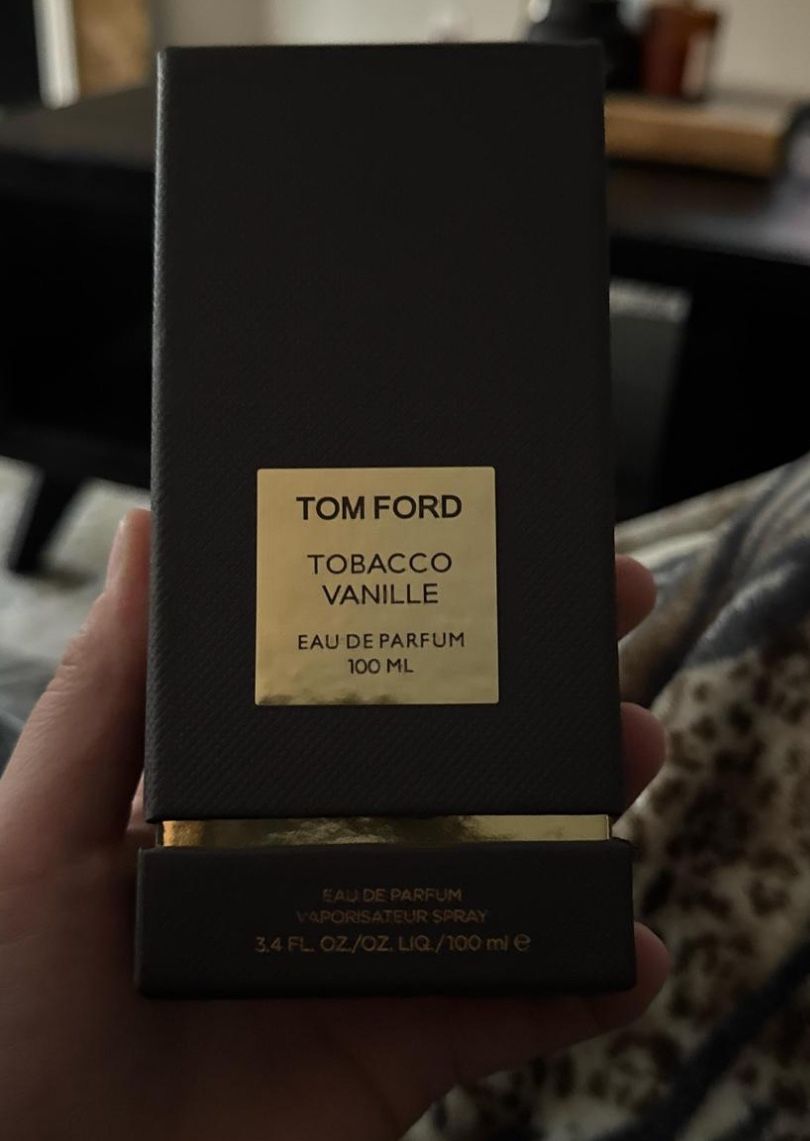 TOM FORD
TOBACCO
VANILLE
EAU DE PARFUM
100 ML
EAU DE PARFUM
VAPORISATEUR SPRAY
3.4 FL. OZ./OZ. LIQ./100 ml ℮